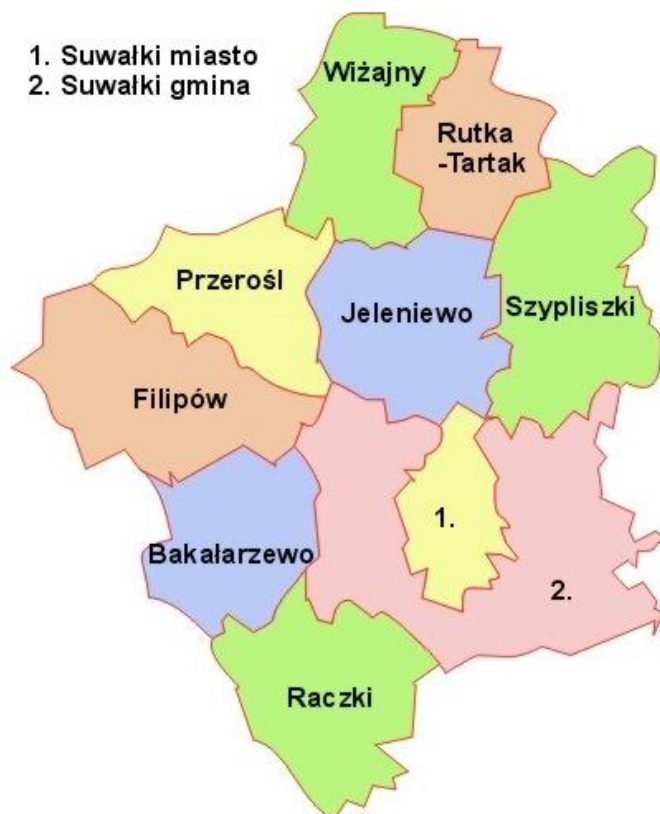 1. Suwałki miasto
2. Suwałki gmina
Wiżajny
Rutka
-Tartak
Przerośl
Jeleniewo
Szypliszki
Filipów
1.
Bakałarzewo
2.
Raczki